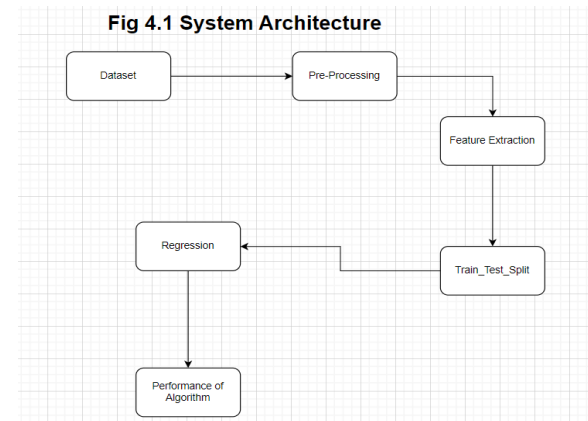 Fig 4.1 System Architecture
Dataset
Pre-Processing
Feature Extraction
Train_Test_Split
Regression
Performance of
Algorithm